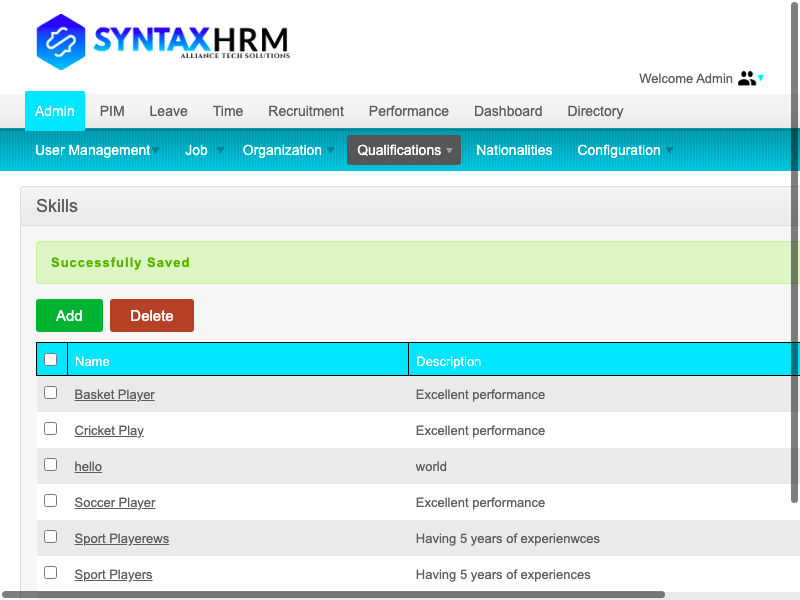 SYNTAXHRM
ALLIANCE TECH SOLUTIONS
Welcome Admin
Admin PIM Leave Time Recruitment Performance Dashboard Directory
User Management Job Organization Qualifications Nationalities Configuration
Skills
Successfully Saved
Add Delete
Name Description
Basket Player Excellent performance
Cricket Play Excellent performance
hello world
Soccer Player Excellent performance
Sport Playerews Having 5 years of experienwces
Sport Players Having 5 years of experiences